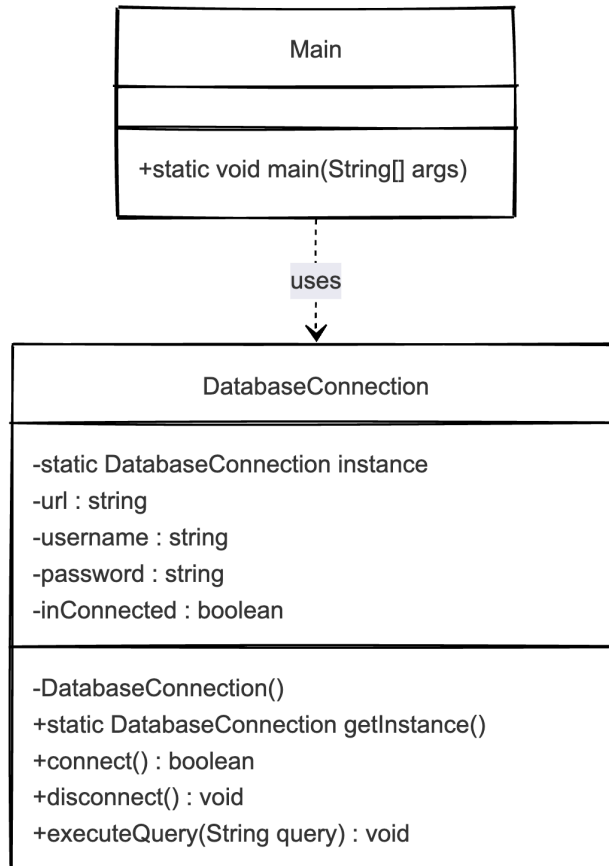 Main
+static void main(String[] args)
uses
DatabaseConnection
-static DatabaseConnection instance
-url : string
-username : string
-password : string
-inConnected : boolean
-DatabaseConnection()
+static DatabaseConnection getInstance()
+connect() : boolean
+disconnect() : void
+executeQuery(String query) : void